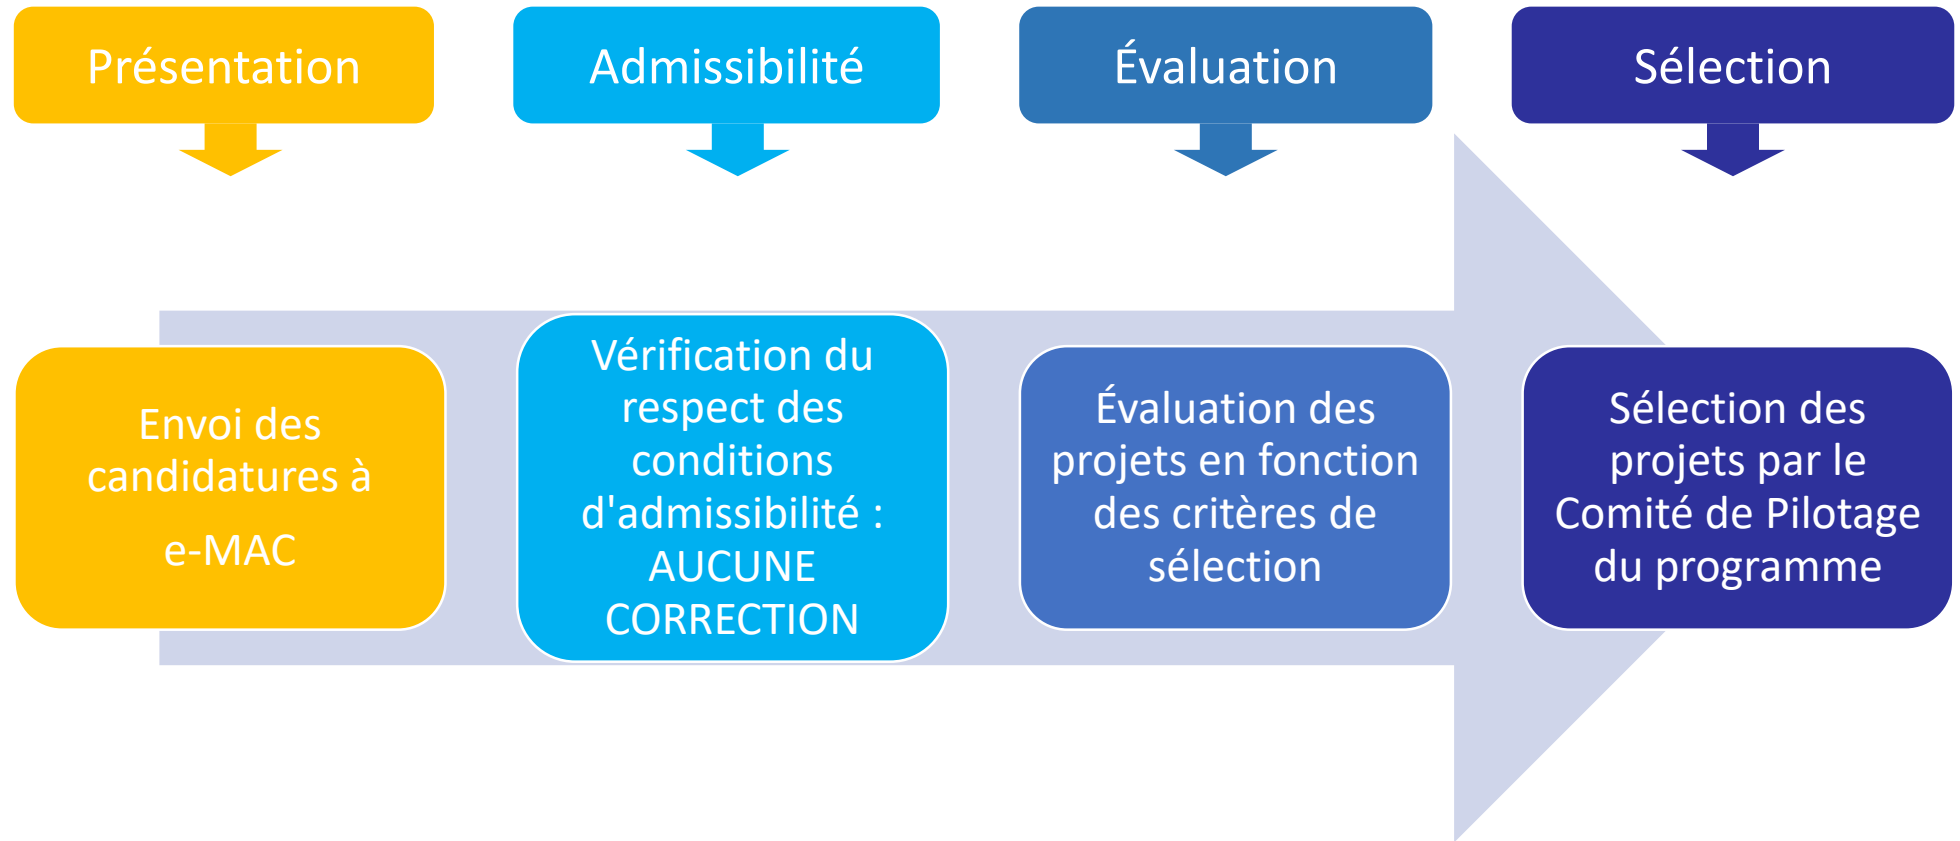 Présentation
Admissibilité
Évaluation
Sélection
Envoi des
candidatures à
e-MAC
Vérification du
respect des
conditions
d'admissibilité :
AUCUNE
CORRECTION
Évaluation des
projets en fonction
des critères de
sélection
Sélection des
projets par le
Comité de Pilotage
du programme